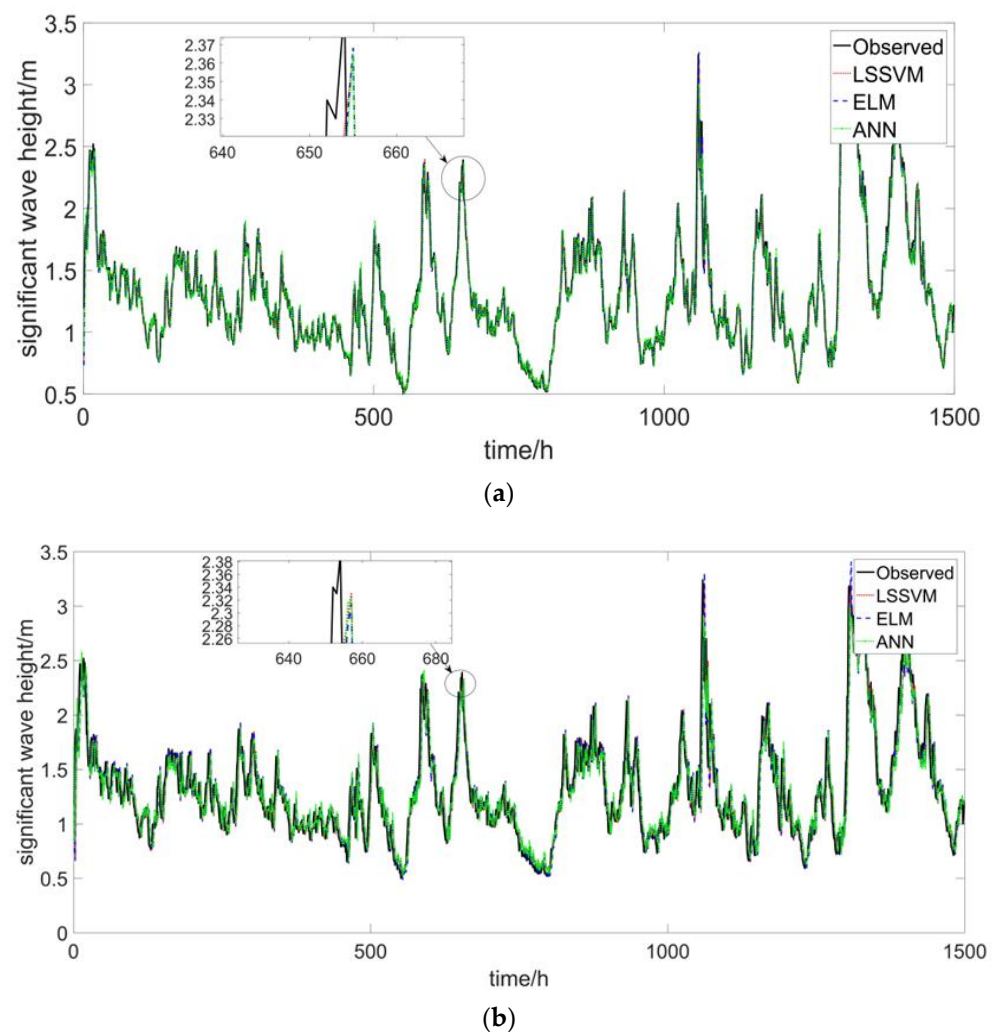 3.5
3
2.5
2
1.5
1
0.5
significant wave height/m
2.37
2.36
2.35
2.34
2.33
640 650 660
Observed
LSSVM
ELM
ANN
0 500 1000 1500
time/h
(a)
3.5
3
2.5
2
1.5
1
0.5
0
significant wave height/m
2.38
2.36
2.34
2.32
2.3
2.28
2.26
640 660 680
Observed
LSSVM
ELM
ANN
0 500 1000 1500
time/h
(b)